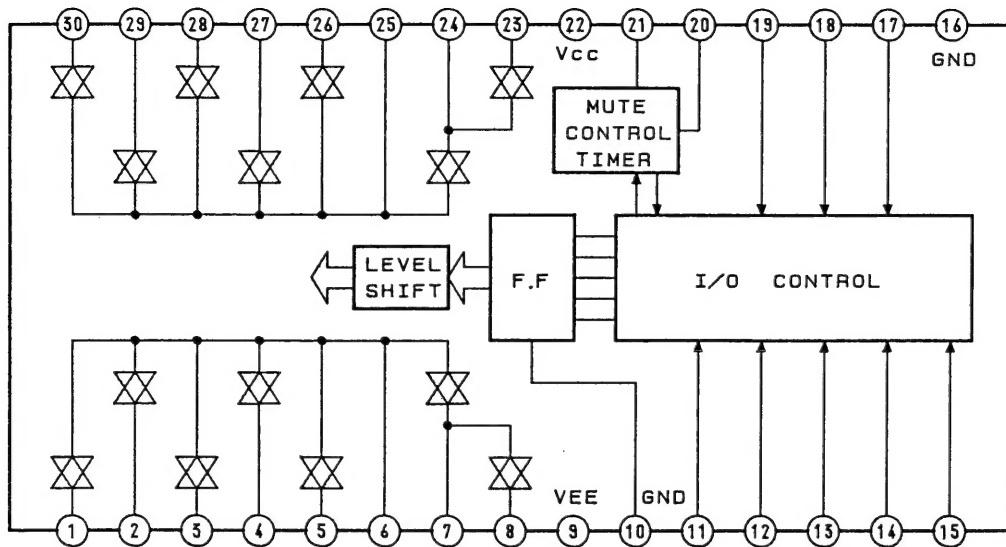 30 29 28 27 26 25 24 23 22 21 20 19 18 17 16
Vcc
GND
MUTE
CONTROL
TIMER
LEVEL
SHIFT
F.F
I/O CONTROL
VEE
GND
1 2 3 4 5 6 7 8 9 10 11 12 13 14 15